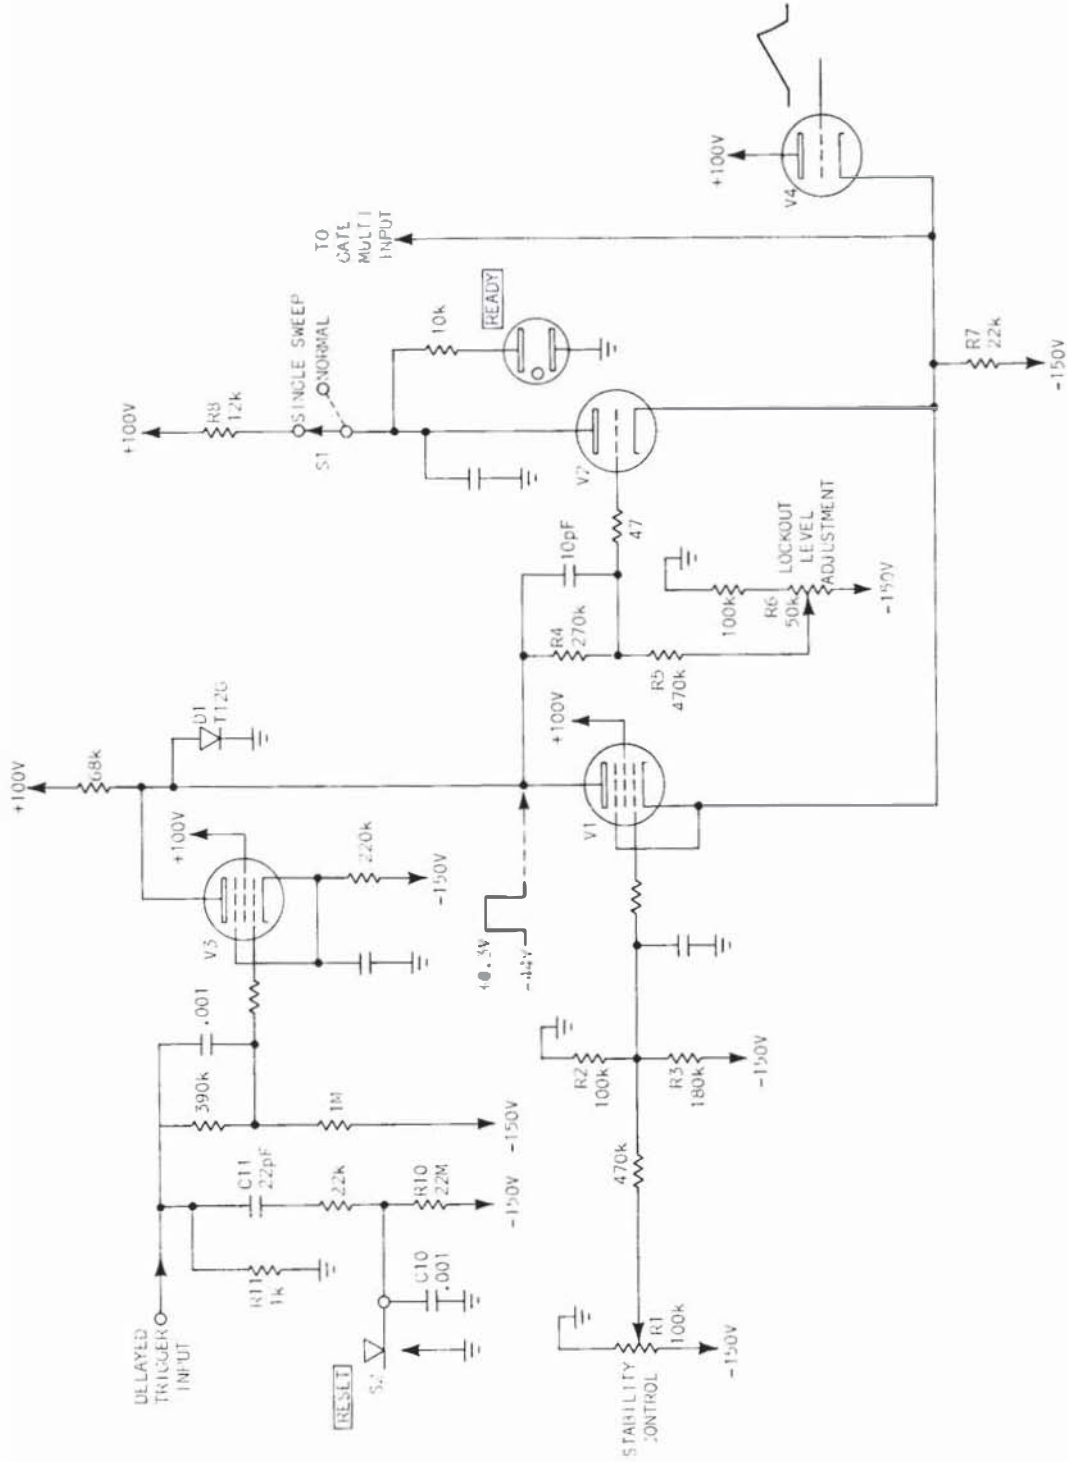 DELAYED
TRIGGER
INPUT
R11
1k
C11
22pF
22k
R10
22M
-150V
RESET
S2
C10
.001
390k
.001
1M
-150V
V3
+100V
220k
-150V
+100V
68k
D1
T12G
+0.3V
-44V
STABILITY
CONTROL
R1
100k
-150V
470k
R2
100k
R3
180k
-150V
V1
+100V
R4
270k
10pF
R5
470k
47
100k
R6
50k
LOCKOUT
LEVEL
ADJUSTMENT
-150V
V2
+100V
R8
12k
SINGLE SWEEP
NORMAL
S1
10k
READY
TO
GATE
MULTI
INPUT
R7
22k
-150V
V4
+100V